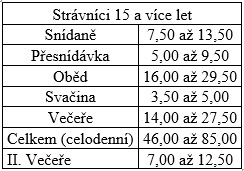 Strávníci 15 a více let
Snídaně 7,50 až 13,50
Přesnídávka 5,00 až 9,50
Oběd 16,00 až 29,50
Svačina 3,50 až 5,00
Večeře 14,00 až 27,50
Celkem (celodenní) 46,00 až 85,00
II. Večeře 7,00 až 12,50